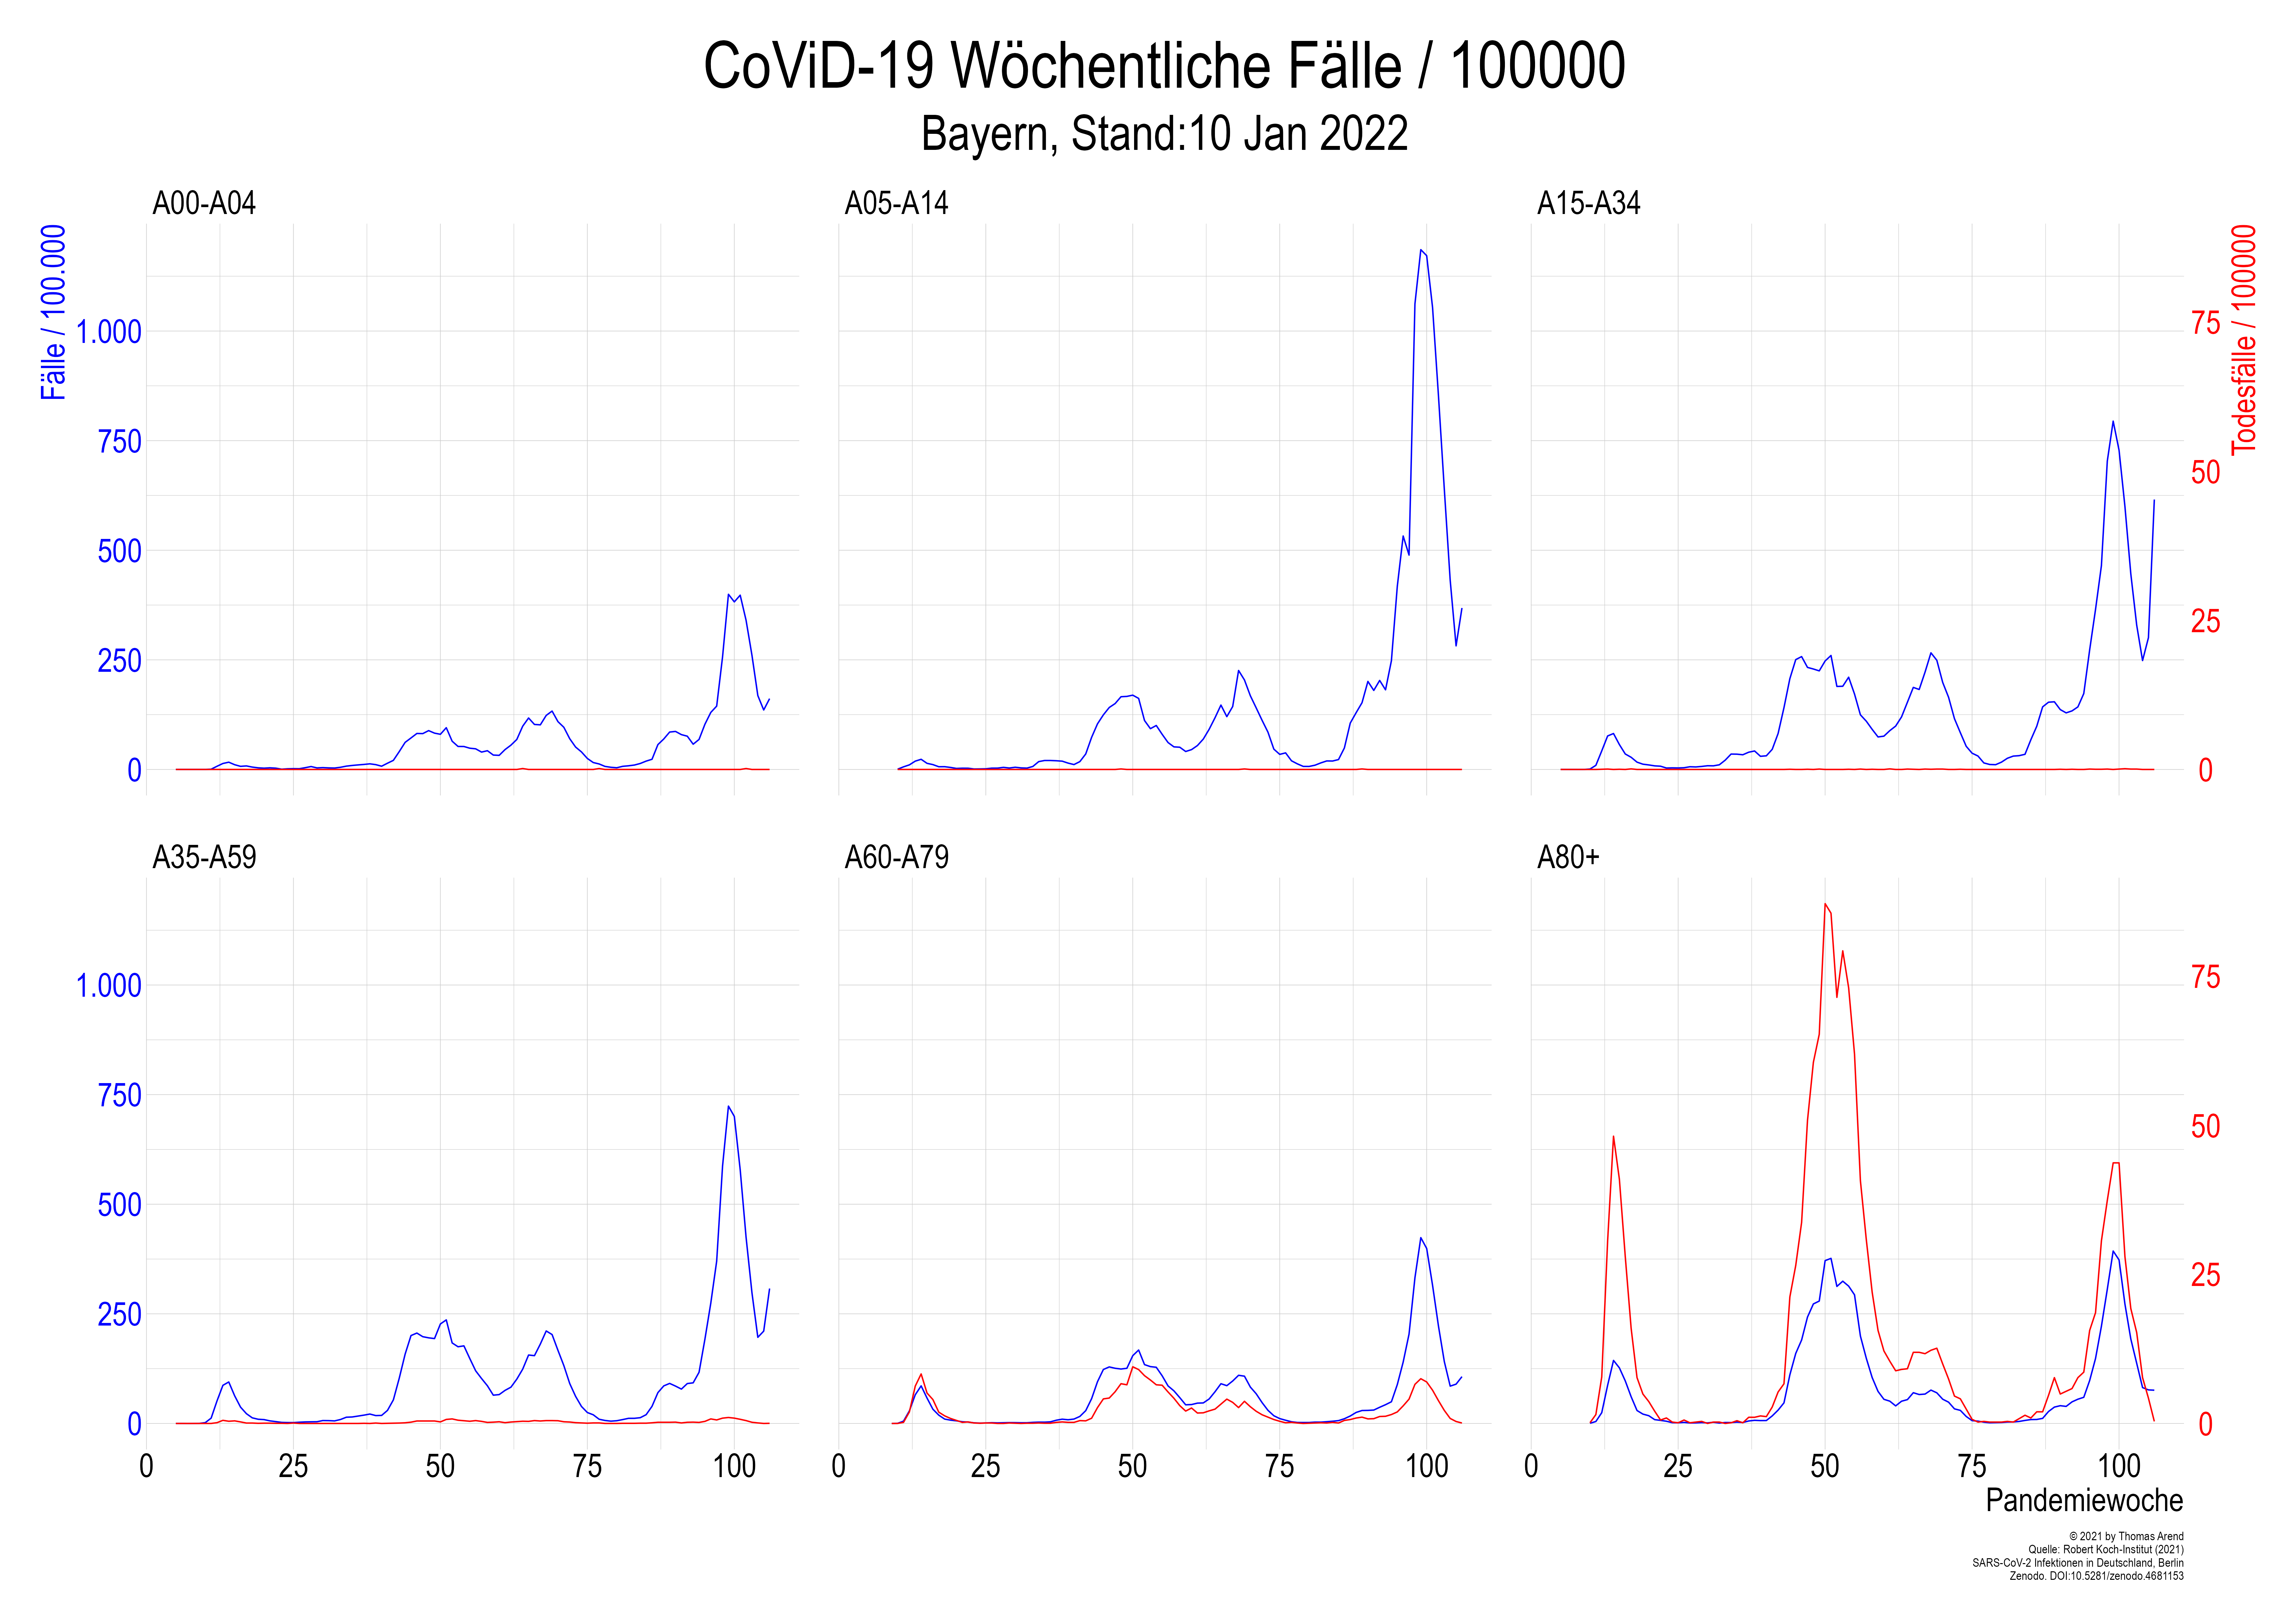 CoViD-19 Wöchentliche Fälle / 100000
Bayern, Stand:10 Jan 2022
A00-A04
A05-A14
A15-A34
Fälle / 100.000
1.000
750
500
250
0
Todesfälle / 100000
75
50
25
0
A35-A59
A60-A79
A80+
1.000
750
500
250
0
75
50
25
0
0 25 50 75 100
0 25 50 75 100
0 25 50 75 100
Pandemiewoche
© 2021 by Thomas Arend
Quelle: Robert Koch-Institut (2021)
SARS-CoV-2 Infektionen in Deutschland, Berlin
Zenodo. DOI:10.5281/zenodo.4681153